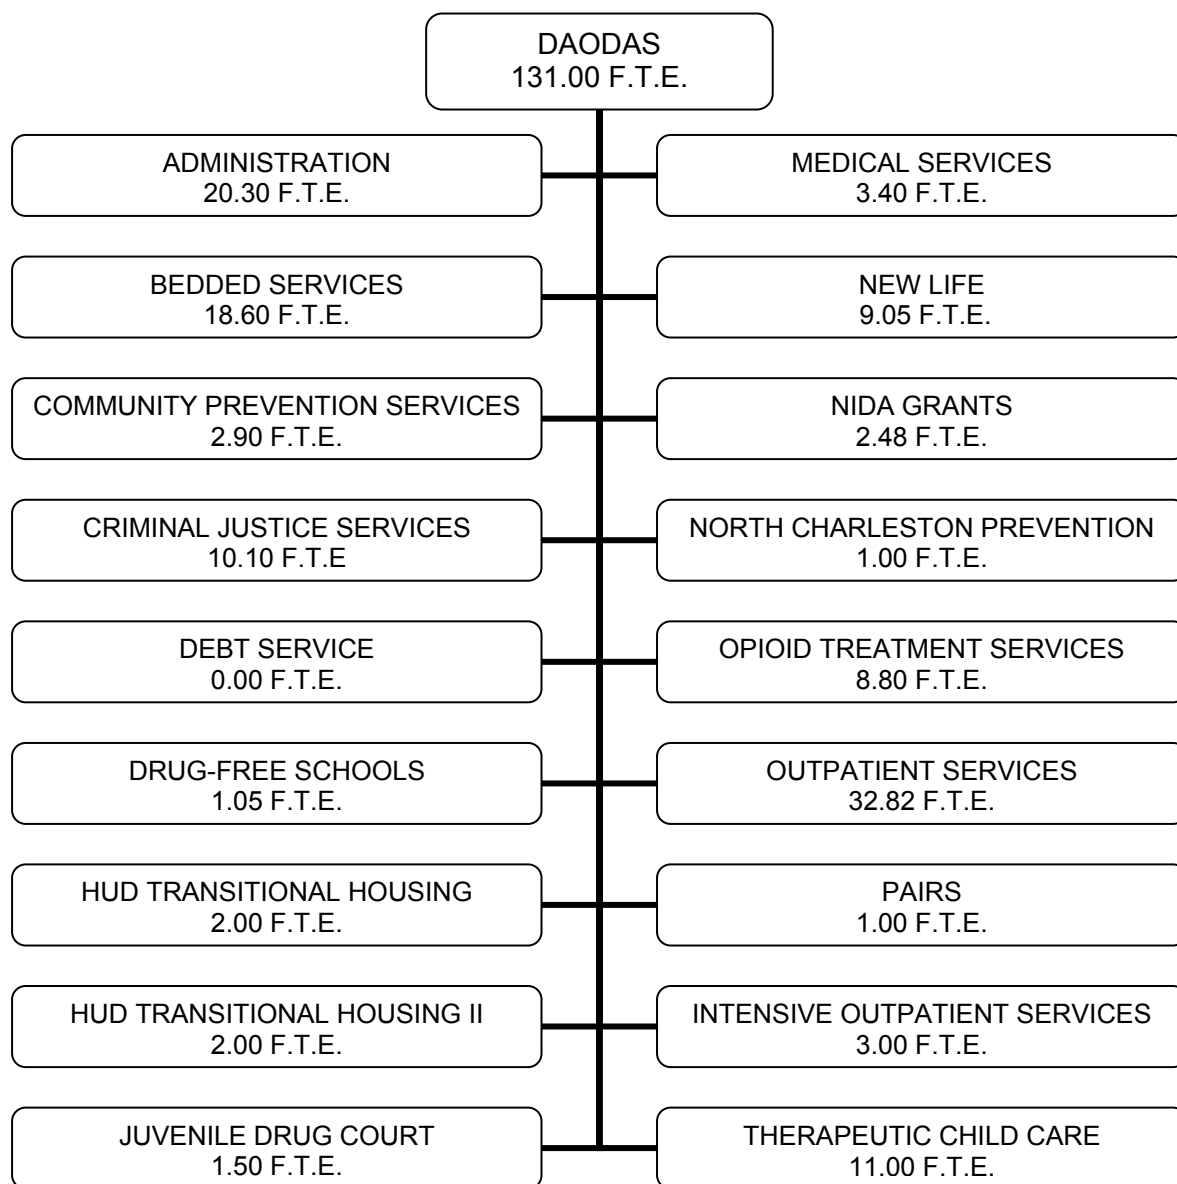 DAODAS
131.00 F.T.E.
ADMINISTRATION
20.30 F.T.E.
MEDICAL SERVICES
3.40 F.T.E.
BEDDED SERVICES
18.60 F.T.E.
NEW LIFE
9.05 F.T.E.
COMMUNITY PREVENTION SERVICES
2.90 F.T.E.
NIDA GRANTS
2.48 F.T.E.
CRIMINAL JUSTICE SERVICES
10.10 F.T.E
NORTH CHARLESTON PREVENTION
1.00 F.T.E.
DEBT SERVICE
0.00 F.T.E.
OPIOID TREATMENT SERVICES
8.80 F.T.E.
DRUG-FREE SCHOOLS
1.05 F.T.E.
OUTPATIENT SERVICES
32.82 F.T.E.
HUD TRANSITIONAL HOUSING
2.00 F.T.E.
PAIRS
1.00 F.T.E.
HUD TRANSITIONAL HOUSING II
2.00 F.T.E.
INTENSIVE OUTPATIENT SERVICES
3.00 F.T.E.
JUVENILE DRUG COURT
1.50 F.T.E.
THERAPEUTIC CHILD CARE
11.00 F.T.E.